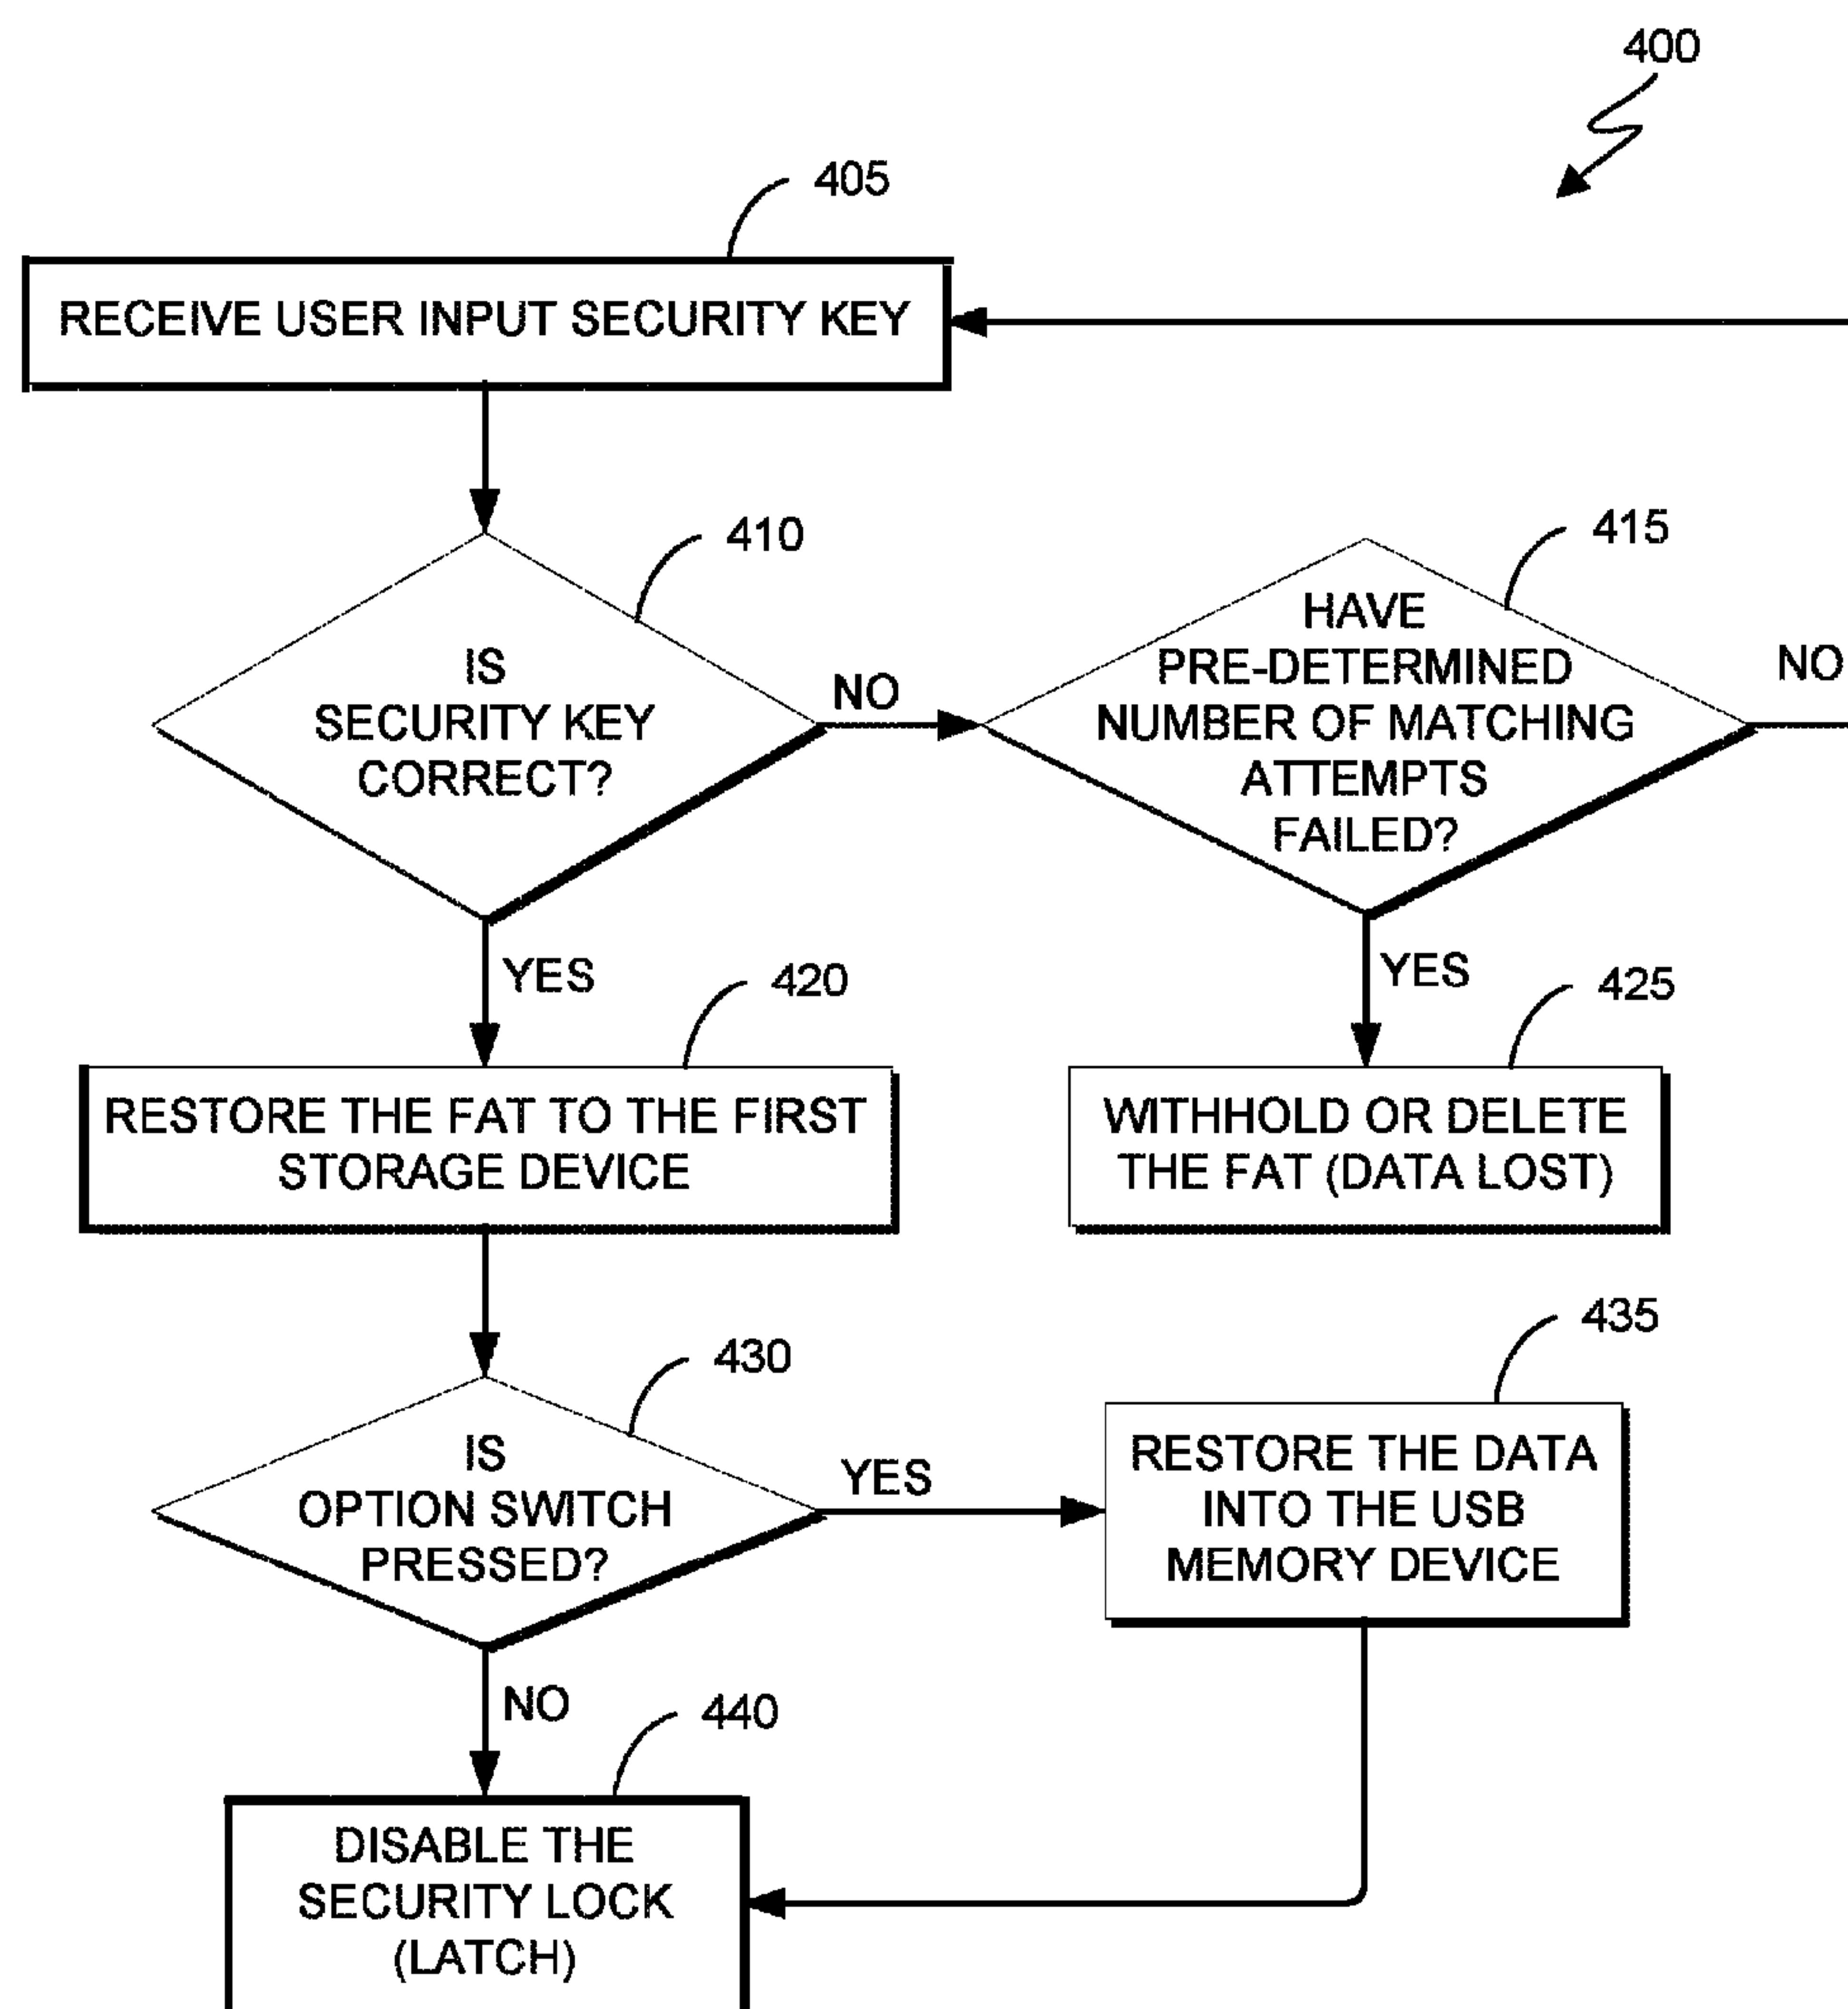 400
405
RECEIVE USER INPUT SECURITY KEY
410
IS
SECURITY KEY
CORRECT?
NO
415
HAVE
PRE-DETERMINED
NUMBER OF MATCHING
ATTEMPTS
FAILED?
NO
YES
420
RESTORE THE FAT TO THE FIRST
STORAGE DEVICE
YES
425
WITHHOLD OR DELETE
THE FAT (DATA LOST)
430
IS
OPTION SWITCH
PRESSED?
YES
435
RESTORE THE DATA
INTO THE USB
MEMORY DEVICE
NO
440
DISABLE THE
SECURITY LOCK
(LATCH)